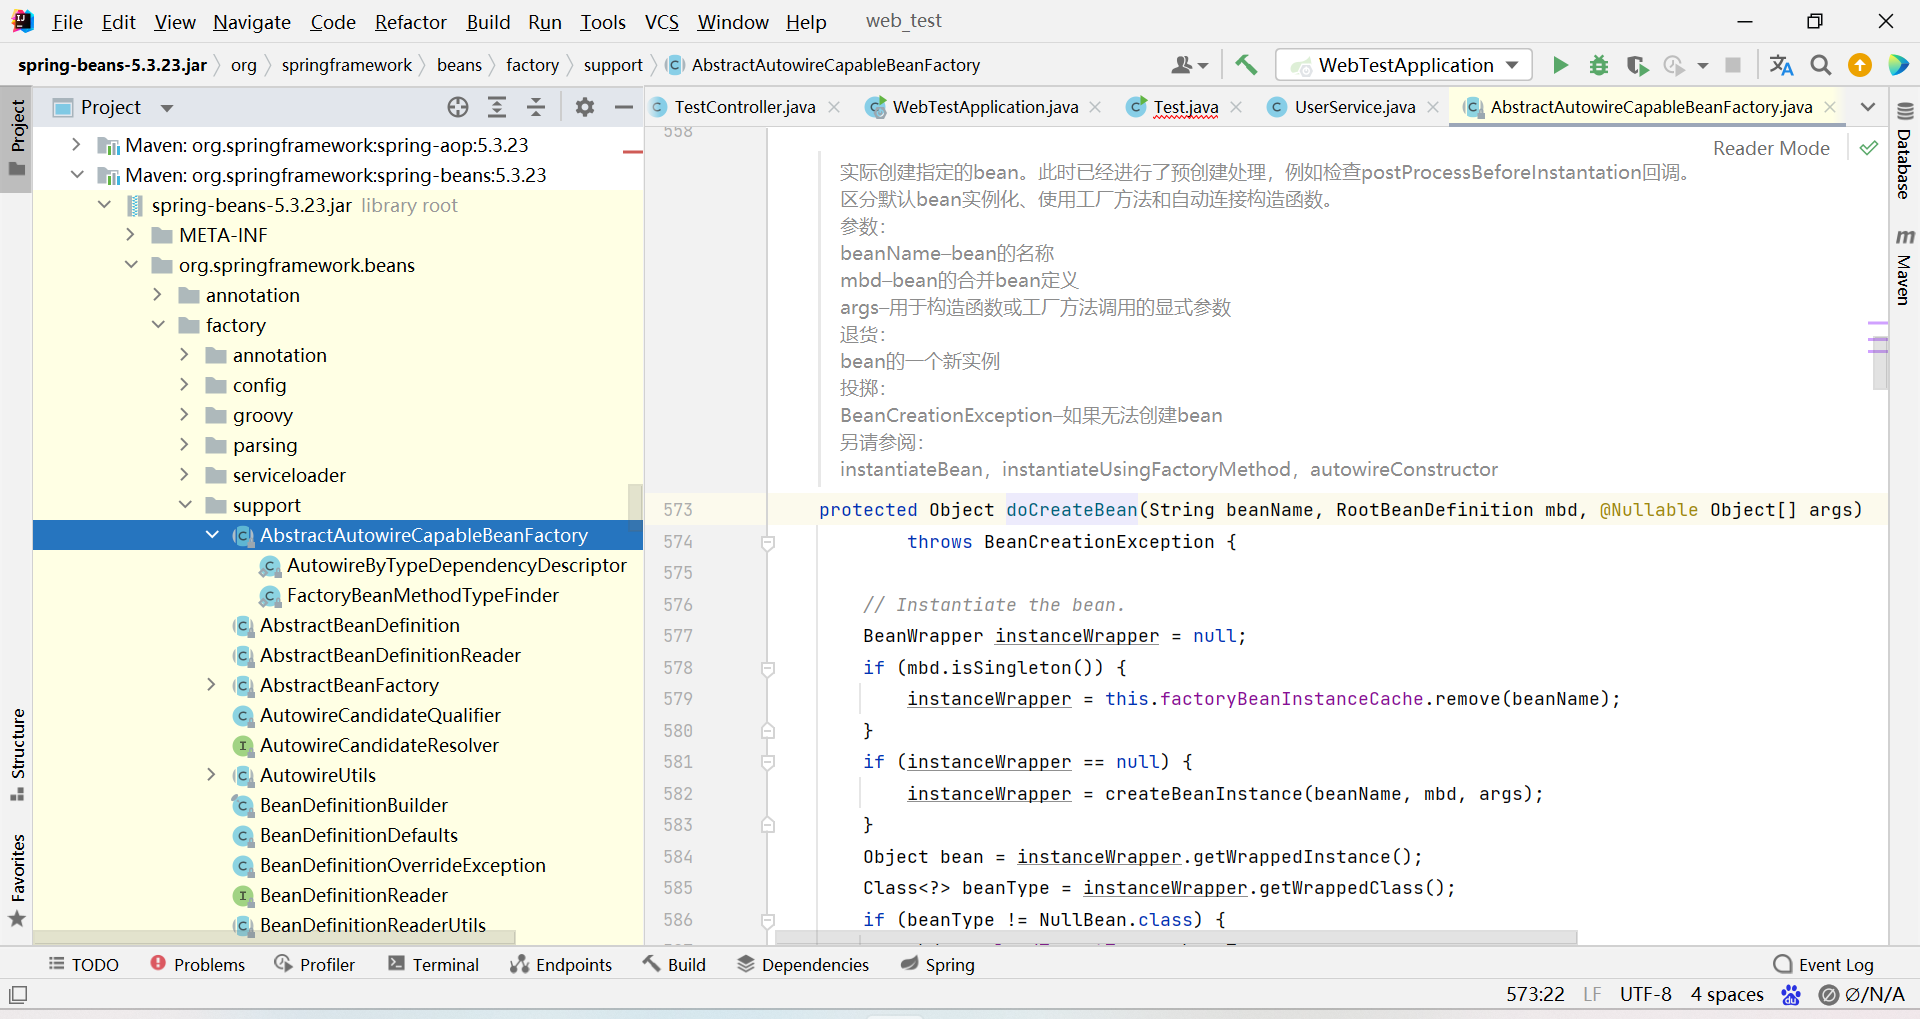 File Edit View Navigate Code Refactor Build Run Tools VCS Window Help web_test
spring-beans-5.3.23.jar org springframework beans factory support AbstractAutowireCapableBeanFactory
WebTestApplication
Project
TestController.java WebTestApplication.java Test.java UserService.java AbstractAutowireCapableBeanFactory.java
Project
Structure
Favorites
Maven: org.springframework:spring-aop:5.3.23
Maven: org.springframework:spring-beans:5.3.23
spring-beans-5.3.23.jar library root
META-INF
org.springframework.beans
annotation
factory
annotation
config
groovy
parsing
serviceloader
support
AbstractAutowireCapableBeanFactory
AutowireByTypeDependencyDescriptor
FactoryBeanMethodTypeFinder
AbstractBeanDefinition
AbstractBeanDefinitionReader
AbstractBeanFactory
AutowireCandidateQualifier
AutowireCandidateResolver
AutowireUtils
BeanDefinitionBuilder
BeanDefinitionDefaults
BeanDefinitionOverrideException
BeanDefinitionReader
BeanDefinitionReaderUtils
558
Reader Mode
实际创建指定的bean。此时已经进行了预创建处理，例如检查postProcessBeforeInstantation回调。
区分默认bean实例化、使用工厂方法和自动连接构造函数。
参数：
beanName–bean的名称
mbd–bean的合并bean定义
args–用于构造函数或工厂方法调用的显式参数
退货：
bean的一个新实例
投掷：
BeanCreationException–如果无法创建bean
另请参阅：
instantiateBean，instantiateUsingFactoryMethod，autowireConstructor
573 protected Object doCreateBean(String beanName, RootBeanDefinition mbd, @Nullable Object[] args)
574 throws BeanCreationException {
575
576 // Instantiate the bean.
577 BeanWrapper instanceWrapper = null;
578 if (mbd.isSingleton()) {
579 instanceWrapper = this.factoryBeanInstanceCache.remove(beanName);
580 }
581 if (instanceWrapper == null) {
582 instanceWrapper = createBeanInstance(beanName, mbd, args);
583 }
584 Object bean = instanceWrapper.getWrappedInstance();
585 Class<?> beanType = instanceWrapper.getWrappedClass();
586 if (beanType != NullBean.class) {
Database
m Maven
TODO Problems Profiler Terminal Endpoints Build Dependencies Spring Event Log
573:22 LF UTF-8 4 spaces du ∅/N/A